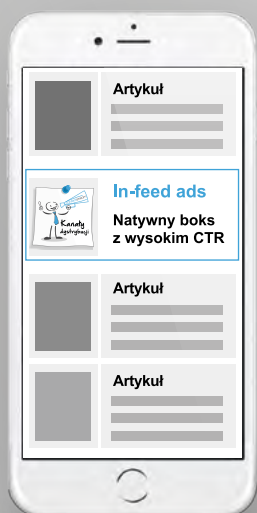 Artykuł
In-feed ads
Kanały
dystrybucji
Natywny boks
z wysokim CTR
Artykuł
Artykuł